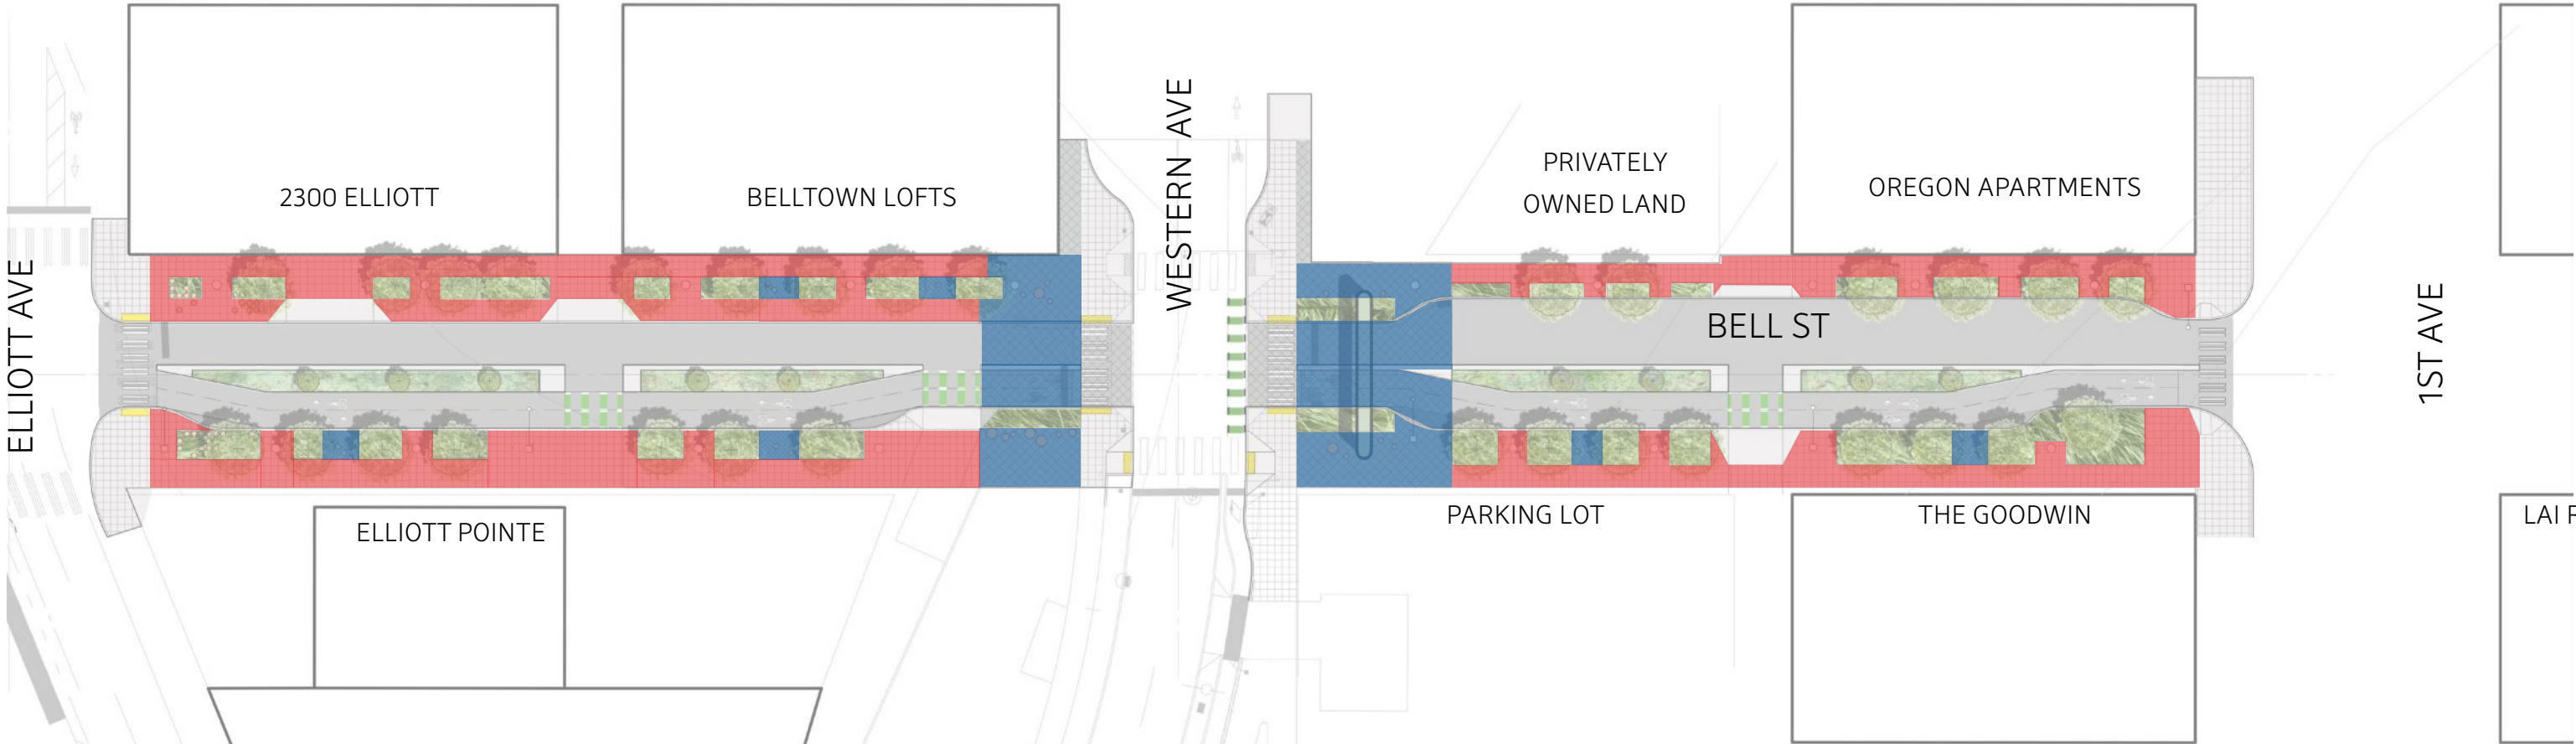 2300 ELLIOTT
BELLTOWN LOFTS
WESTERN AVE
PRIVATELY
OWNED LAND
OREGON APARTMENTS
ELLIOTT AVE
BELL ST
1ST AVE
ELLIOTT POINTE
PARKING LOT
THE GOODWIN
LAI